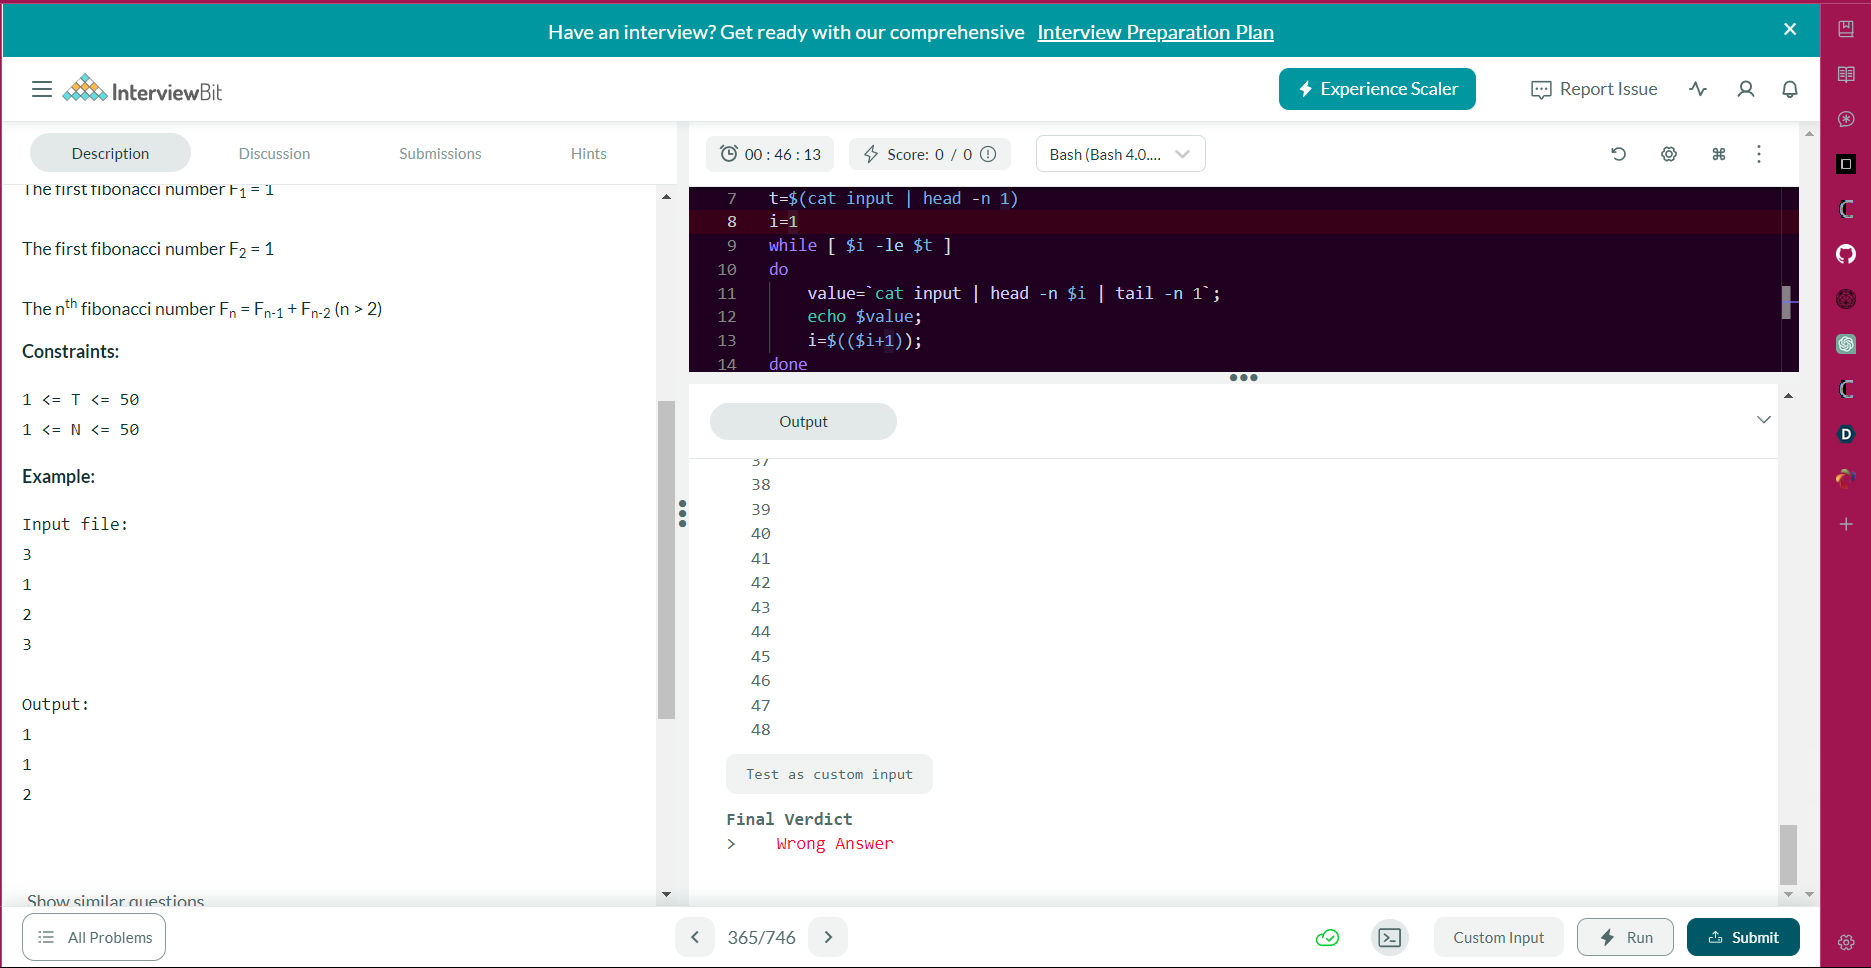 Have an interview? Get ready with our comprehensive Interview Preparation Plan
InterviewBit
Experience Scaler
Report Issue
Description
Discussion
Submissions
Hints
00 : 46 : 13
Score: 0 / 0
Bash (Bash 4.0....
The first fibonacci number F1 = 1
The first fibonacci number F2 = 1
The nth fibonacci number Fn = Fn-1 + Fn-2 (n > 2)
Constraints:
1 <= T <= 50
1 <= N <= 50
Example:
Input file:
3
1
2
3
Output:
1
1
2
Show similar questions
7 t=$(cat input | head -n 1)
8 i=1
9 while [ $i -le $t ]
10 do
11 value=`cat input | head -n $i | tail -n 1`;
12 echo $value;
13 i=$(($i+1));
14 done
Output
37
38
39
40
41
42
43
44
45
46
47
48
Test as custom input
Final Verdict
> Wrong Answer
All Problems
365/746
Custom Input
Run
Submit